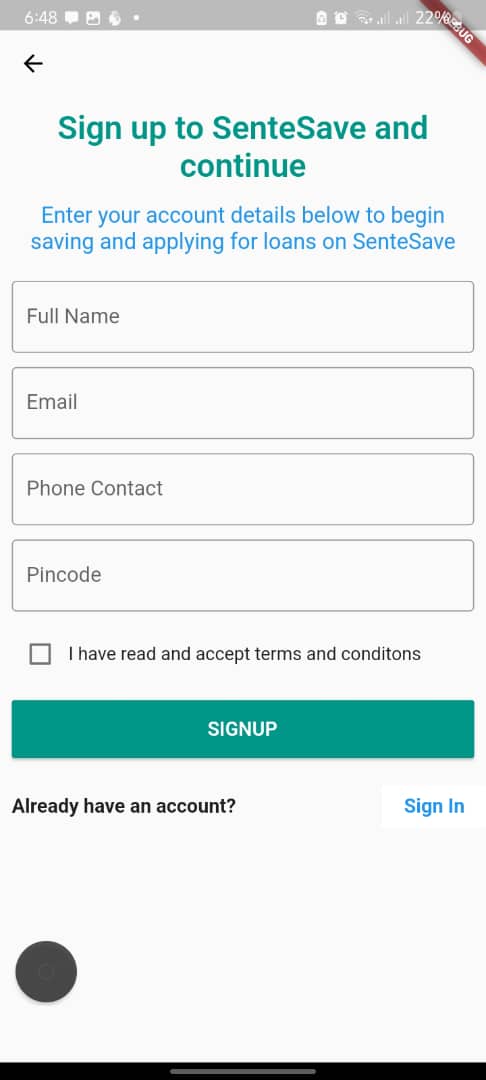 6:48
22%
Sign up to SenteSave and
continue
Enter your account details below to begin
saving and applying for loans on SenteSave
Full Name
Email
Phone Contact
Pincode
I have read and accept terms and conditons
SIGNUP
Already have an account?
Sign In